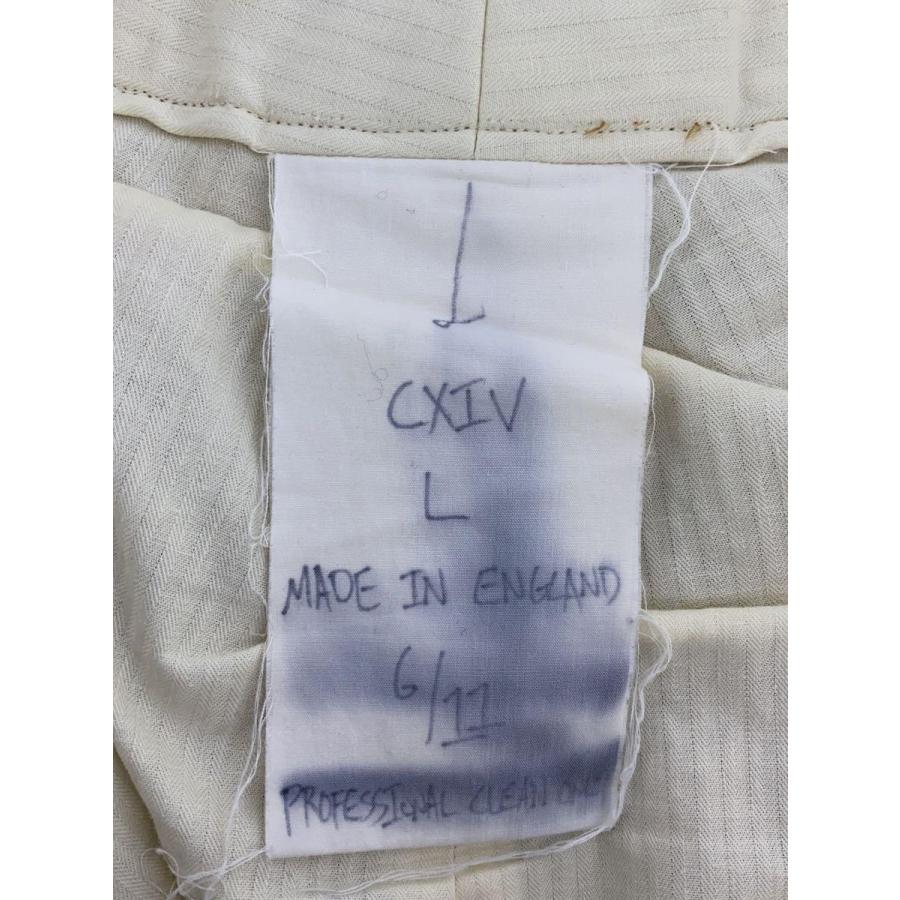 CXIV
L
MADE IN ENGLAND
6/11
PROFESSIONAL CLEAN ONLY